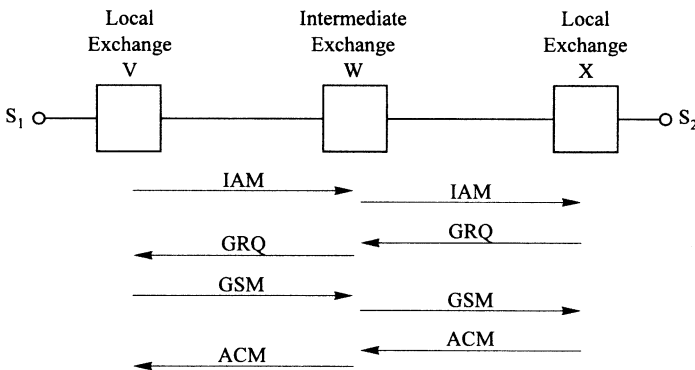 Local Intermediate Local
Exchange Exchange Exchange
V W X
S1 S2
IAM
IAM
GRQ
GRQ
GSM
GSM
ACM
ACM